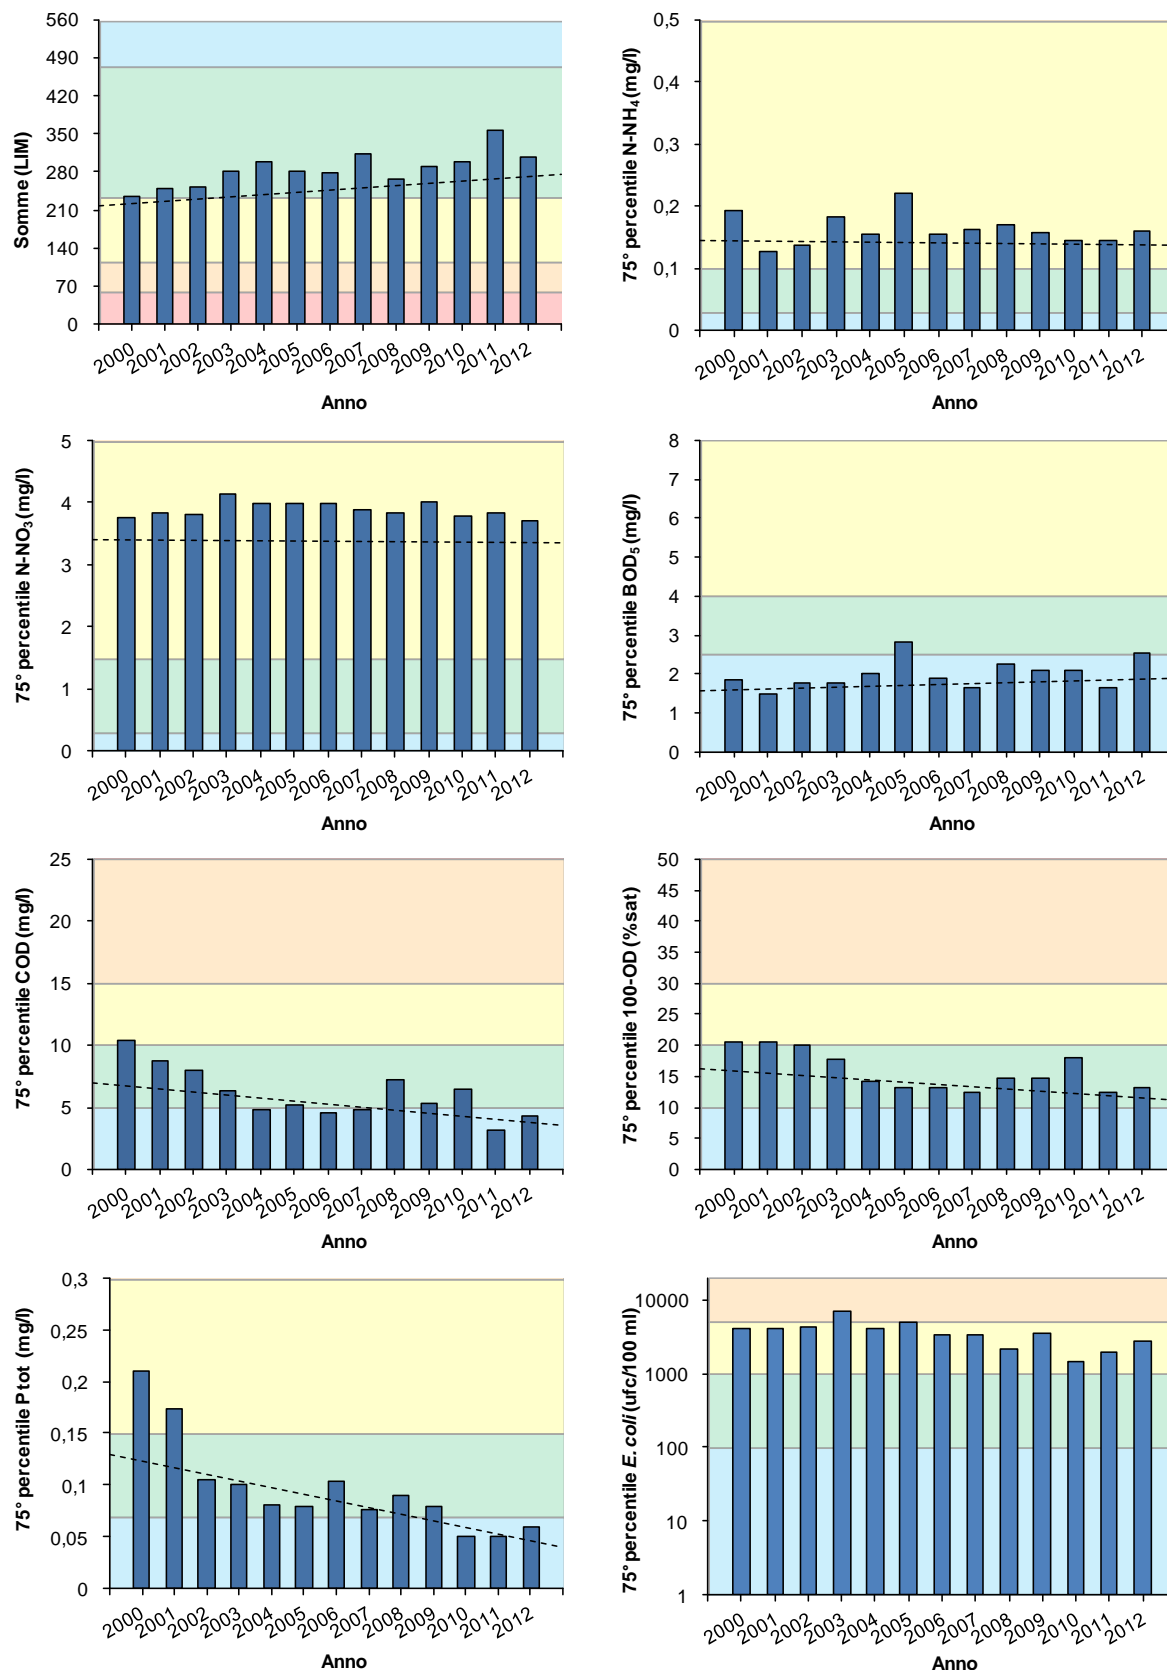 Somme (LIM)
560
490
420
350
280
210
140
70
0
2000 2001 2002 2003 2004 2005 2006 2007 2008 2009 2010 2011 2012
Anno
75° percentile N-NH4 (mg/l)
0,5
0,4
0,3
0,2
0,1
0
2000 2001 2002 2003 2004 2005 2006 2007 2008 2009 2010 2011 2012
Anno
75° percentile N-NO3 (mg/l)
5
4
3
2
1
0
2000 2001 2002 2003 2004 2015 2006 2007 2008 2009 2010 2011 2012
Anno
75° percentile BOD5 (mg/l)
8
7
6
5
4
3
2
1
0
2000 2001 2002 2003 2004 2005 2006 2007 2008 2009 2010 2011 2012
Anno
75° percentile COD (mg/l)
25
20
15
10
5
0
2000 2001 2002 2003 2004 2005 2006 2007 2008 2009 2010 2011 2012
Anno
75° percentile 100-OD (%sat)
50
45
40
35
30
25
20
15
10
5
0
2000 2001 2002 2003 2004 2005 2006 2007 2008 2009 2010 2011 2012
Anno
75° percentile Ptot (mg/l)
0,3
0,25
0,2
0,15
0,1
0,05
0
2000 2001 2002 2003 2004 2005 2006 2007 2008 2009 2010 2011 2012
Anno
75° percentile E. coli (ufc/100 ml)
10000
1000
100
10
1
2000 2001 2002 2003 2004 2005 2006 2007 2008 2009 2010 2011 2012
Anno